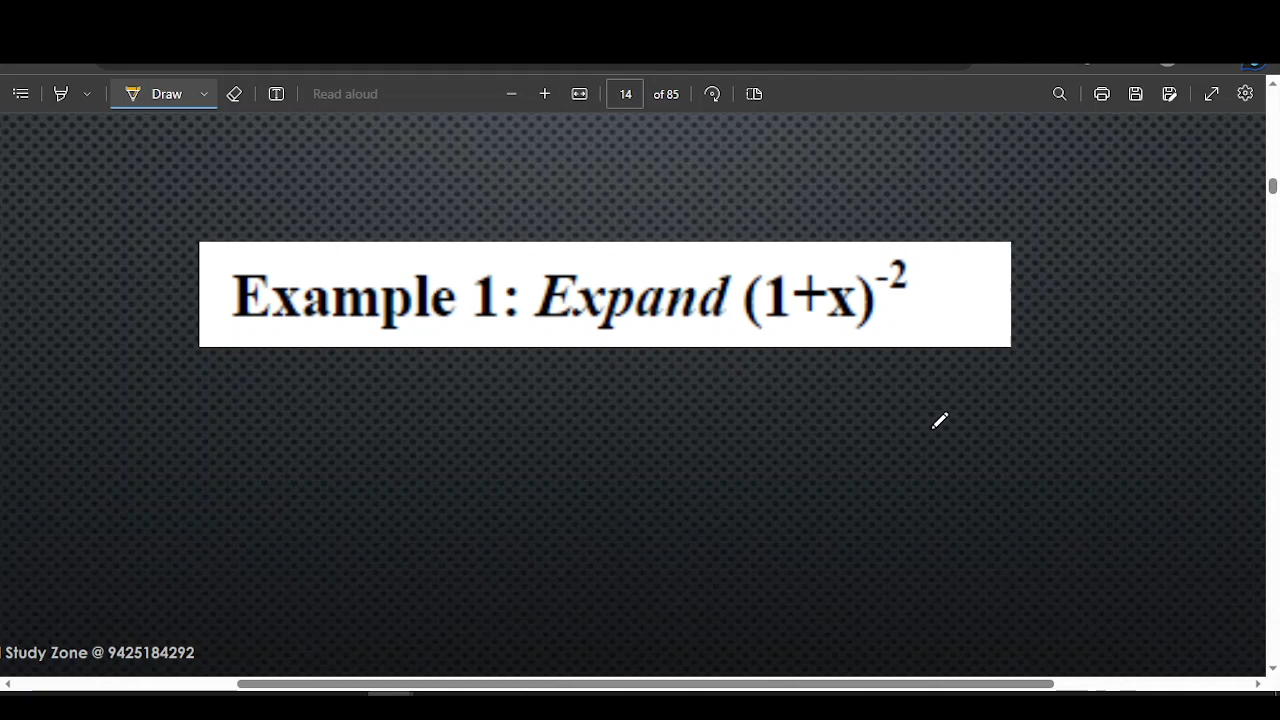 Draw
Read aloud
14 of 85
Example 1: Expand (1+x)⁻²
Study Zone @ 9425184292